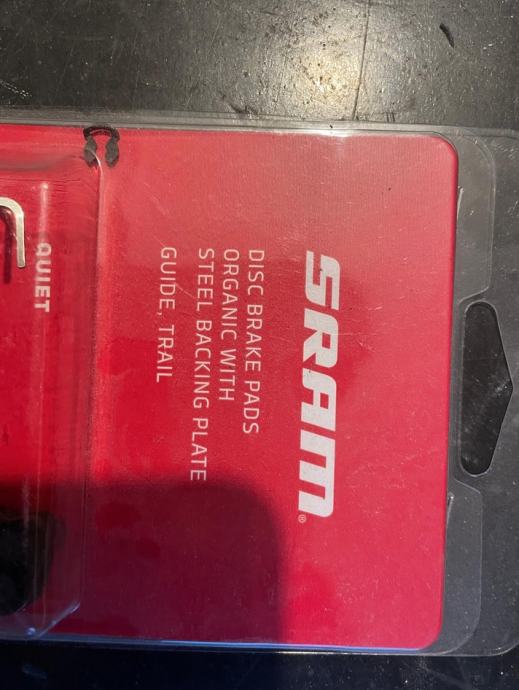 SRAM®
DISC BRAKE PADS
ORGANIC WITH
STEEL BACKING PLATE
GUIDE, TRAIL
QUIET